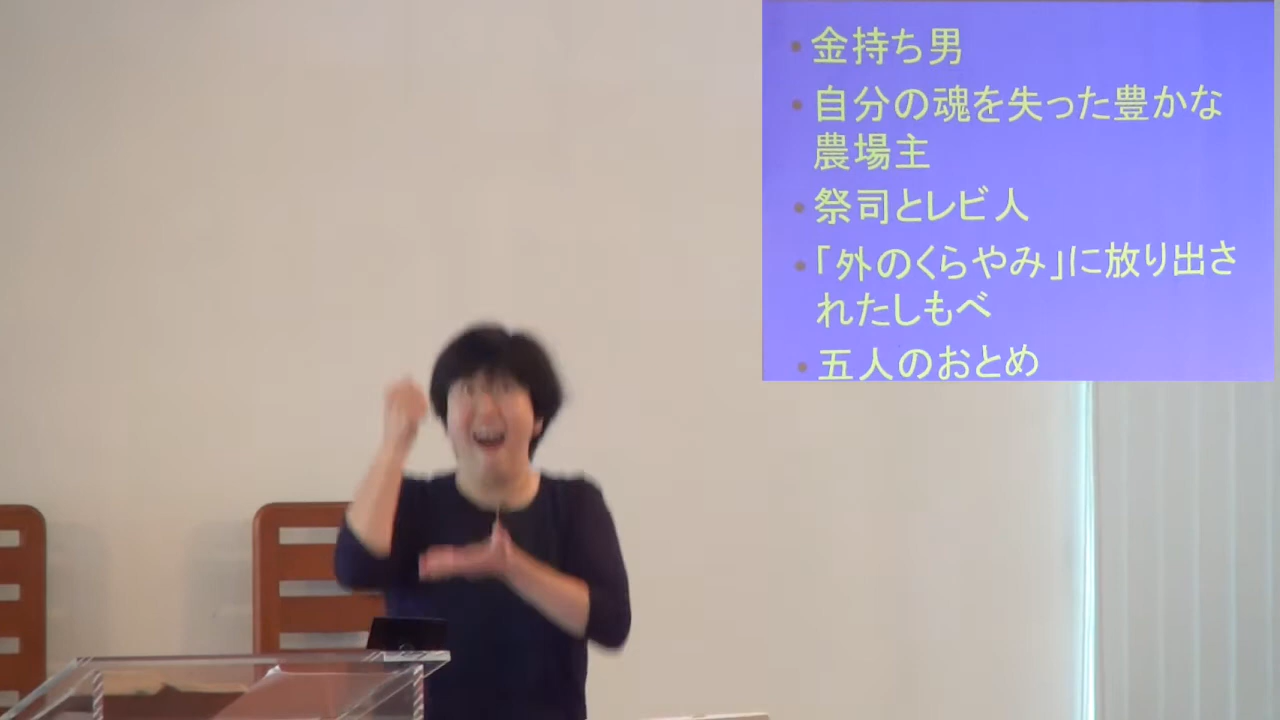 • 金持ち男
• 自分の魂を失った豊かな
農場主
• 祭司とレビ人
• 「外のくらやみ」に放り出さ
れたしもべ
• 五人のおとめ